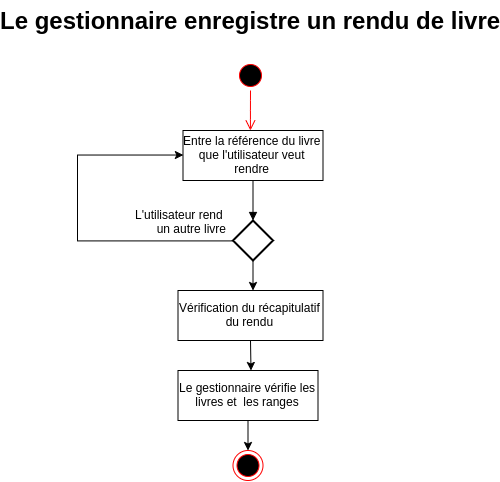 Le gestionnaire enregistre un rendu de livre
Entre la référence du livre
que l'utilisateur veut
rendre
L'utilisateur rend
un autre livre
Vérification du récapitulatif
du rendu
Le gestionnaire vérifie les
livres et  les ranges